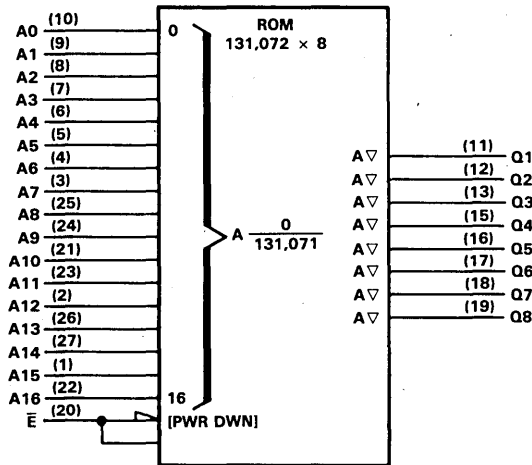 ROM
131,072 × 8
A0 (10) 0
A1 (9)
A2 (8)
A3 (7)
A4 (6)
A5 (5)
A6 (4)
A7 (3)
A8 (25)
A9 (24)
A10 (21)
A11 (23)
A12 (2)
A13 (26)
A14 (27)
A15 (1)
A16 (22) 16
E̅ (20) [PWR DWN]
A 0
131,071
A▽ (11) Q1
A▽ (12) Q2
A▽ (13) Q3
A▽ (15) Q4
A▽ (16) Q5
A▽ (17) Q6
A▽ (18) Q7
A▽ (19) Q8